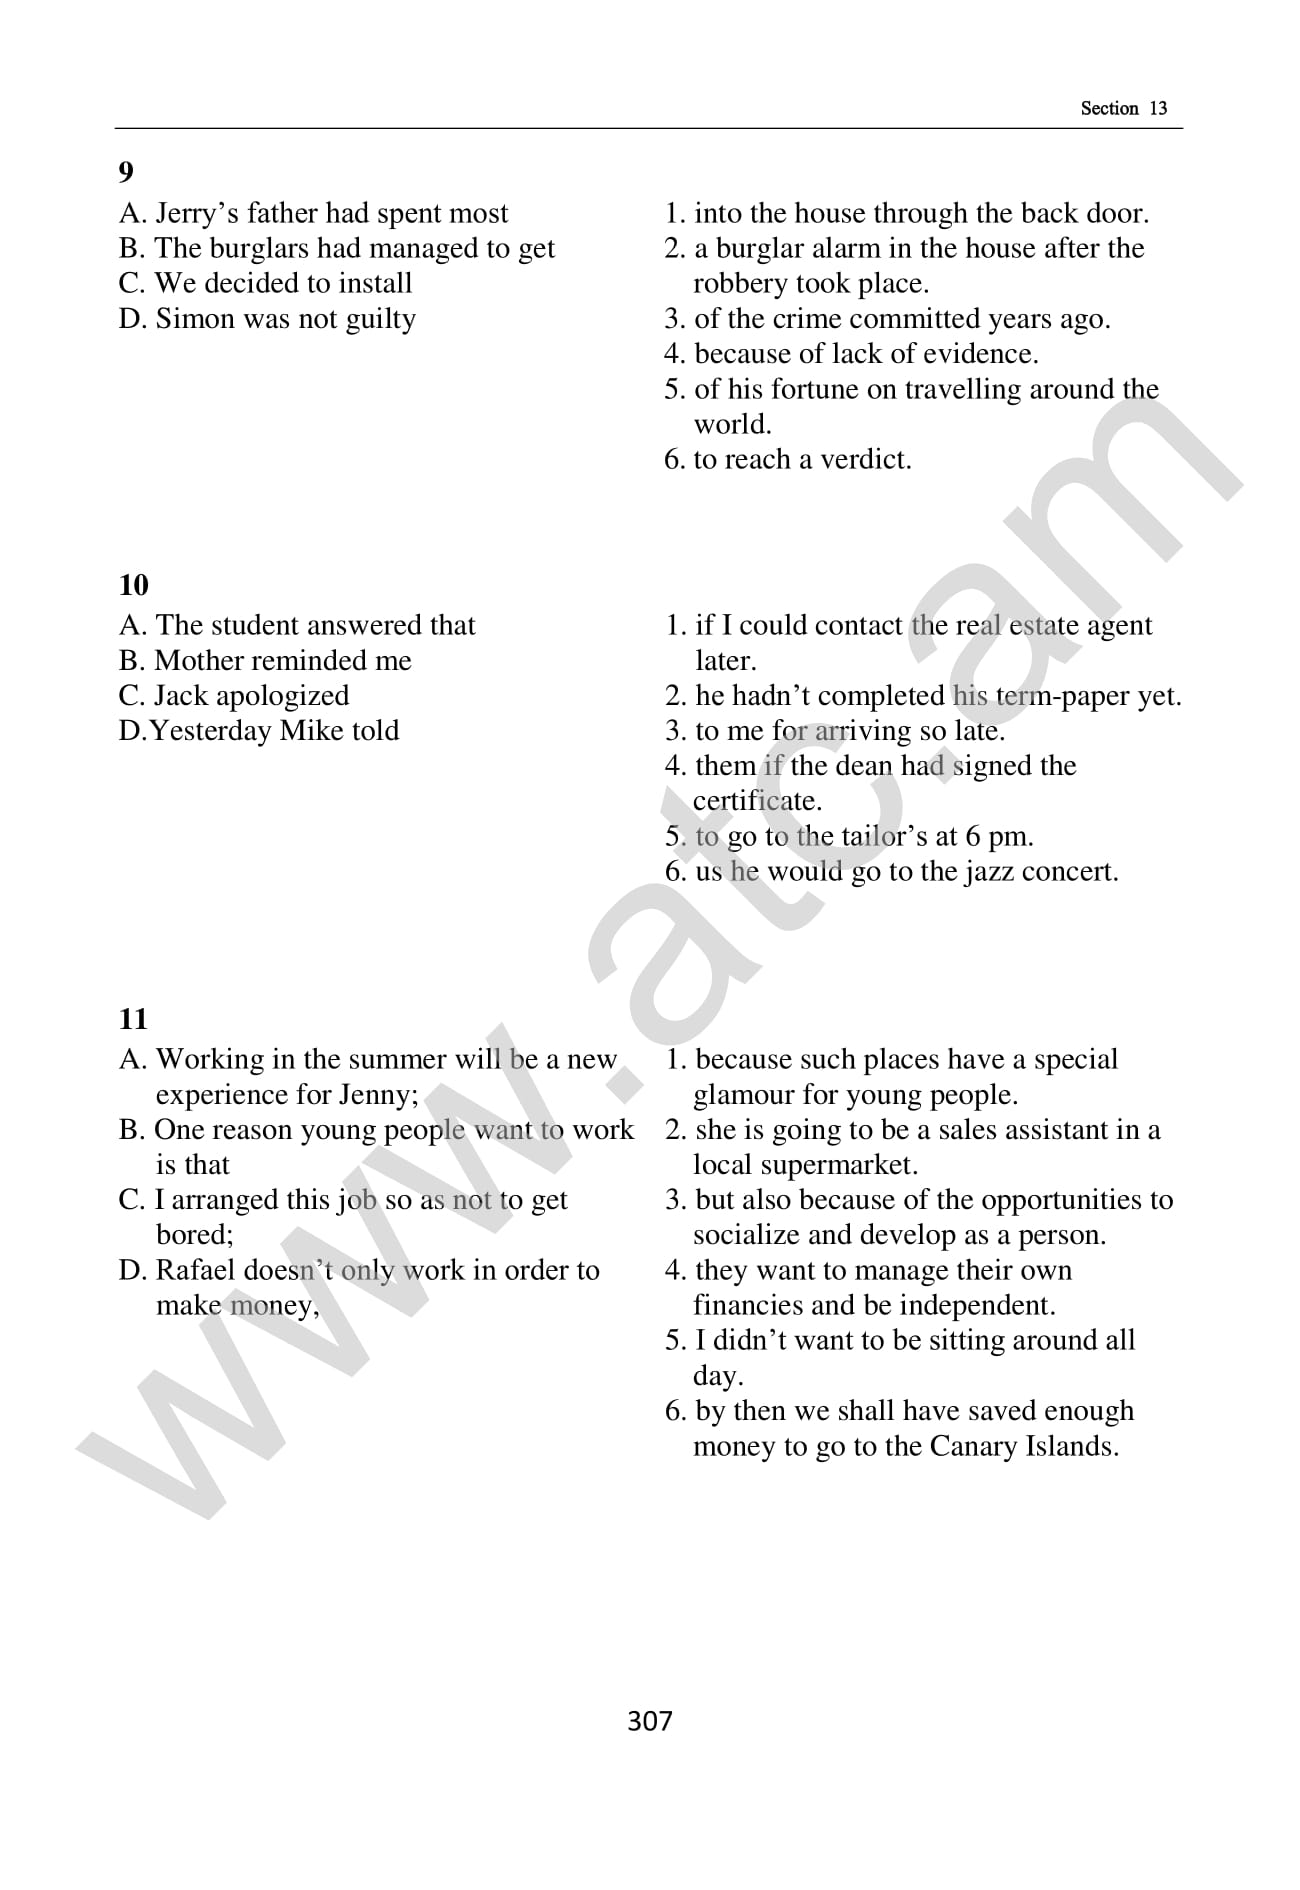 Section 13
9
A. Jerry's father had spent most
B. The burglars had managed to get
C. We decided to install
D. Simon was not guilty
1. into the house through the back door.
2. a burglar alarm in the house after the
robbery took place.
3. of the crime committed years ago.
4. because of lack of evidence.
5. of his fortune on travelling around the
world.
6. to reach a verdict.
10
A. The student answered that
B. Mother reminded me
C. Jack apologized
D.Yesterday Mike told
1. if I could contact the real estate agent
later.
2. he hadn't completed his term-paper yet.
3. to me for arriving so late.
4. them if the dean had signed the
certificate.
5. to go to the tailor's at 6 pm.
6. us he would go to the jazz concert.
11
A. Working in the summer will be a new
experience for Jenny;
B. One reason young people want to work
is that
C. I arranged this job so as not to get
bored;
D. Rafael doesn't only work in order to
make money,
1. because such places have a special
glamour for young people.
2. she is going to be a sales assistant in a
local supermarket.
3. but also because of the opportunities to
socialize and develop as a person.
4. they want to manage their own
financies and be independent.
5. I didn't want to be sitting around all
day.
6. by then we shall have saved enough
money to go to the Canary Islands.
www.atc.am
307